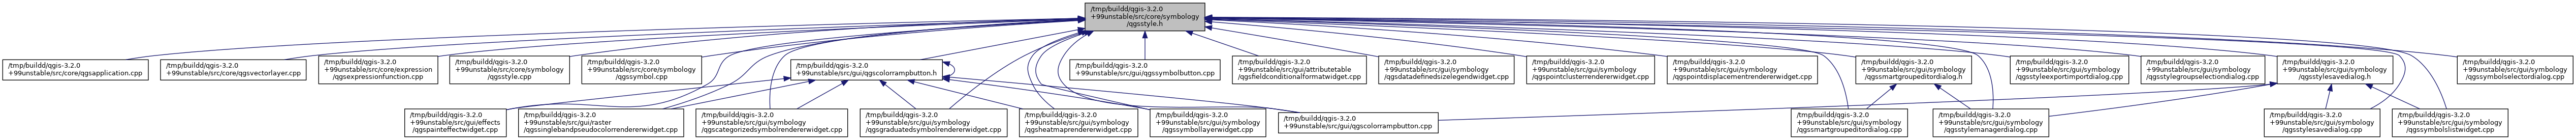 /tmp/buildd/qgis-3.2.0
+99unstable/src/core/symbology
/qgsstyle.h
/tmp/buildd/qgis-3.2.0
+99unstable/src/core/qgsapplication.cpp
/tmp/buildd/qgis-3.2.0
+99unstable/src/core/qgsvectorlayer.cpp
/tmp/buildd/qgis-3.2.0
+99unstable/src/core/expression
/qgsexpressionfunction.cpp
/tmp/buildd/qgis-3.2.0
+99unstable/src/core/symbology
/qgsstyle.cpp
/tmp/buildd/qgis-3.2.0
+99unstable/src/core/symbology
/qgssymbol.cpp
/tmp/buildd/qgis-3.2.0
+99unstable/src/gui/qgscolorrampbutton.h
/tmp/buildd/qgis-3.2.0
+99unstable/src/gui/qgssymbolbutton.cpp
/tmp/buildd/qgis-3.2.0
+99unstable/src/gui/attributetable
/qgsfieldconditionalformatwidget.cpp
/tmp/buildd/qgis-3.2.0
+99unstable/src/gui/symbology
/qgsdatadefinedsizelegendwidget.cpp
/tmp/buildd/qgis-3.2.0
+99unstable/src/gui/symbology
/qgspointclusterrendererwidget.cpp
/tmp/buildd/qgis-3.2.0
+99unstable/src/gui/symbology
/qgspointdisplacementrendererwidget.cpp
/tmp/buildd/qgis-3.2.0
+99unstable/src/gui/symbology
/qgssmartgroupeditordialog.h
/tmp/buildd/qgis-3.2.0
+99unstable/src/gui/symbology
/qgsstyleexportimportdialog.cpp
/tmp/buildd/qgis-3.2.0
+99unstable/src/gui/symbology
/qgsstylegroupselectiondialog.cpp
/tmp/buildd/qgis-3.2.0
+99unstable/src/gui/symbology
/qgsstylesavedialog.h
/tmp/buildd/qgis-3.2.0
+99unstable/src/gui/symbology
/qgssymbolselectordialog.cpp
/tmp/buildd/qgis-3.2.0
+99unstable/src/gui/effects
/qgspainteffectwidget.cpp
/tmp/buildd/qgis-3.2.0
+99unstable/src/gui/raster
/qgssinglebandpseudocolorrendererwidget.cpp
/tmp/buildd/qgis-3.2.0
+99unstable/src/gui/symbology
/qgscategorizedsymbolrendererwidget.cpp
/tmp/buildd/qgis-3.2.0
+99unstable/src/gui/symbology
/qgsgraduatedsymbolrendererwidget.cpp
/tmp/buildd/qgis-3.2.0
+99unstable/src/gui/symbology
/qgsheatmaprendererwidget.cpp
/tmp/buildd/qgis-3.2.0
+99unstable/src/gui/symbology
/qgssymbollayerwidget.cpp
/tmp/buildd/qgis-3.2.0
+99unstable/src/gui/qgscolorrampbutton.cpp
/tmp/buildd/qgis-3.2.0
+99unstable/src/gui/symbology
/qgssmartgroupeditordialog.cpp
/tmp/buildd/qgis-3.2.0
+99unstable/src/gui/symbology
/qgsstylemanagerdialog.cpp
/tmp/buildd/qgis-3.2.0
+99unstable/src/gui/symbology
/qgsstylesavedialog.cpp
/tmp/buildd/qgis-3.2.0
+99unstable/src/gui/symbology
/qgssymbolslistwidget.cpp